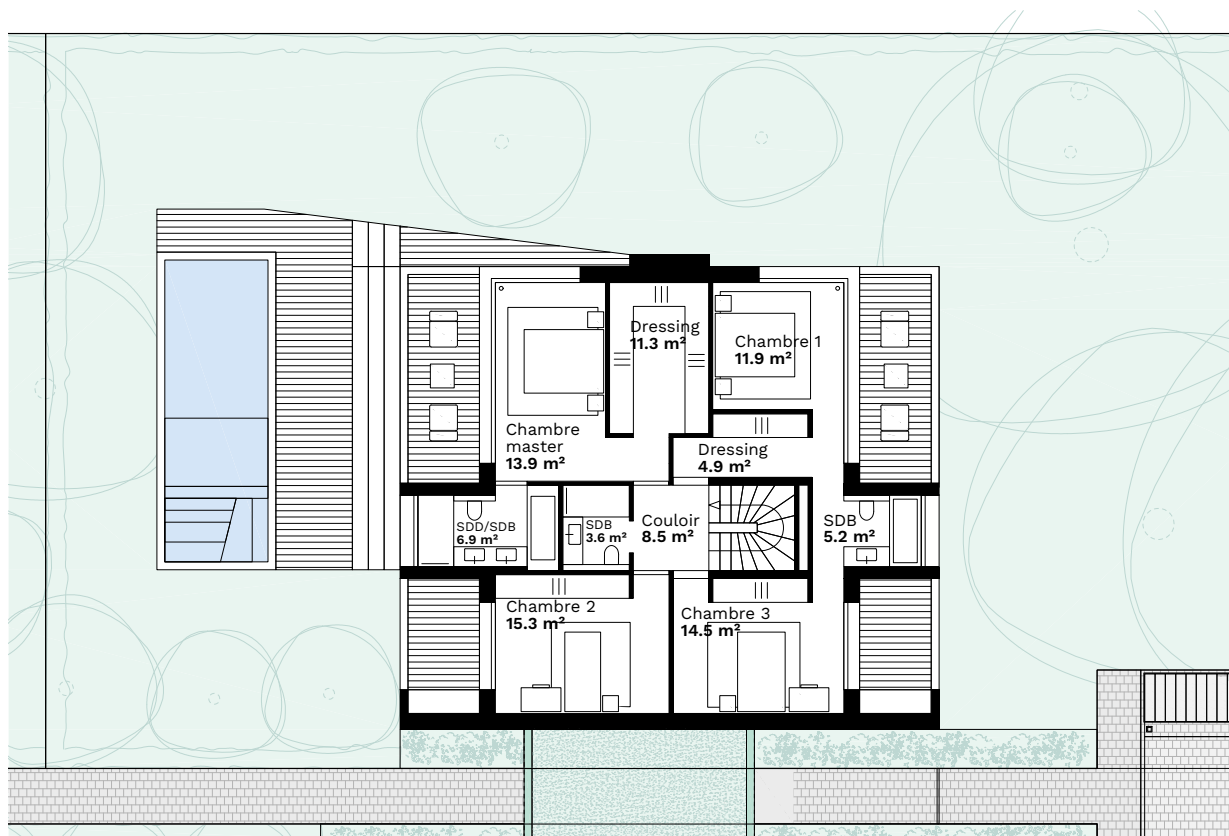 Dressing
11.3 m²
Chambre 1
11.9 m²
Chambre
master
13.9 m²
Dressing
4.9 m²
SDD/SDB
6.9 m²
SDB
3.6 m²
Couloir
8.5 m²
SDB
5.2 m²
Chambre 2
15.3 m²
Chambre 3
14.5 m²